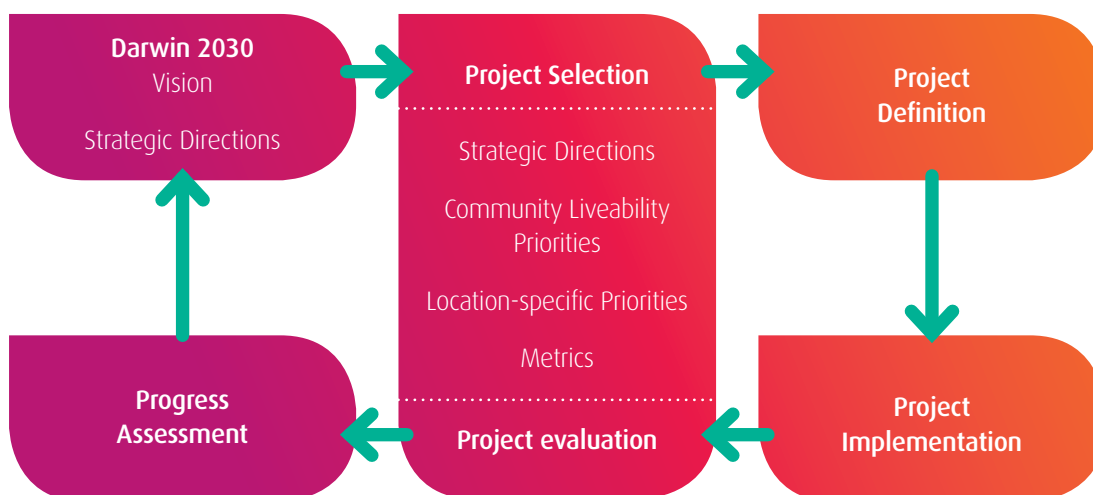 Darwin 2030
Vision
Strategic Directions
Project Selection
Strategic Directions
Community Liveability
Priorities
Location-specific Priorities
Metrics
Project evaluation
Project
Definition
Project
Implementation
Progress
Assessment